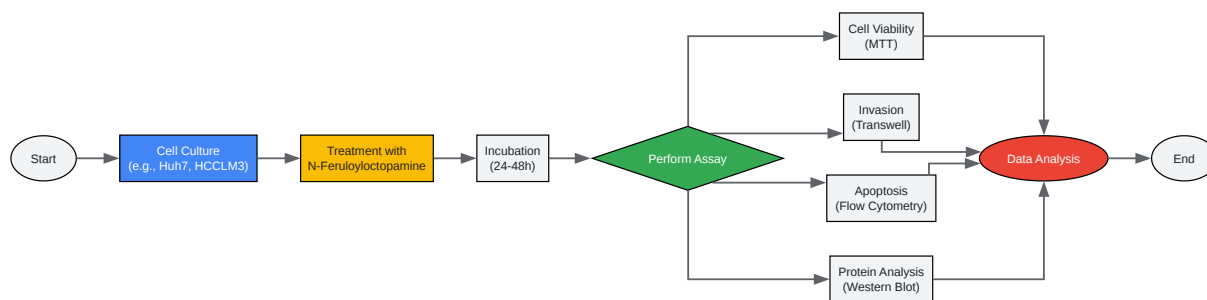 Start
Cell Culture
(e.g., Huh7, HCCLM3)
Treatment with
N-Feruloyloctopamine
Incubation
(24-48h)
Perform Assay
Cell Viability
(MTT)
Invasion
(Transwell)
Apoptosis
(Flow Cytometry)
Protein Analysis
(Western Blot)
Data Analysis
End